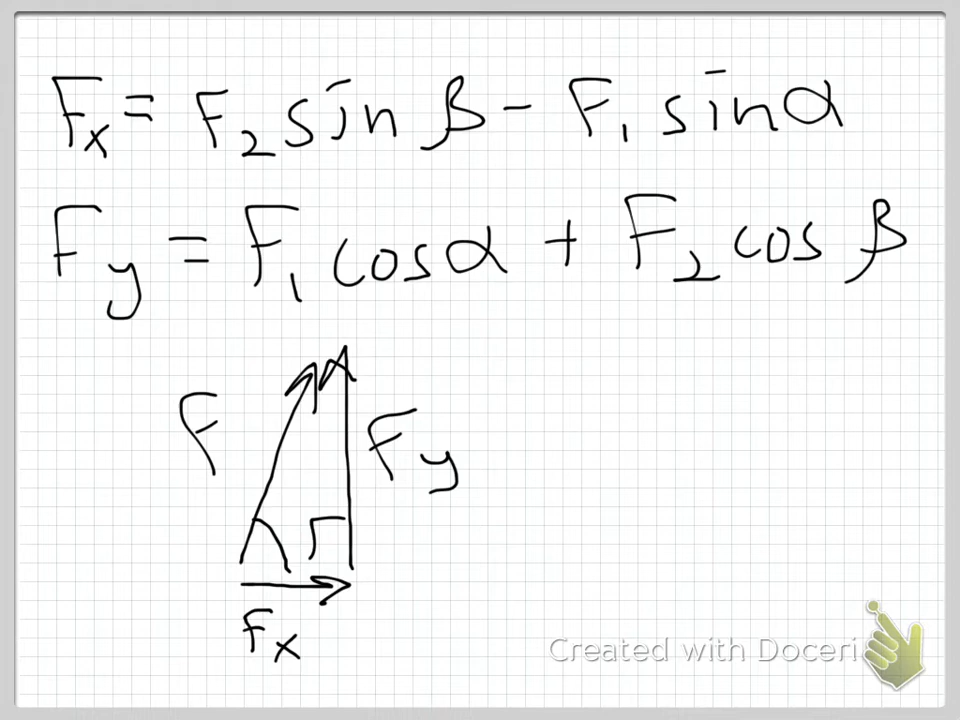 Fx = F2 sin β - F1 sin α
Fy = F1 cos α + F2 cos β
F
Fy
Fx
Created with Doceri